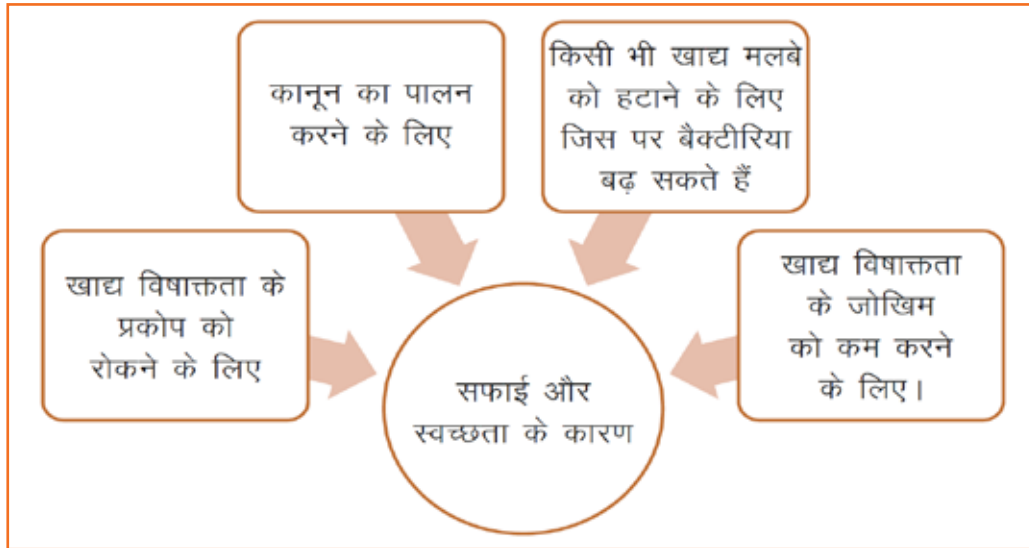 कानून का पालन
करने के लिए
किसी भी खाद्य मलबे
को हटाने के लिए
जिस पर बैक्टीरिया
बढ़ सकते हैं
खाद्य विषाक्तता के
प्रकोप को
रोकने के लिए
खाद्य विषाक्तता
के जोखिम
को कम करने
के लिए।
सफाई और
स्वच्छता के कारण